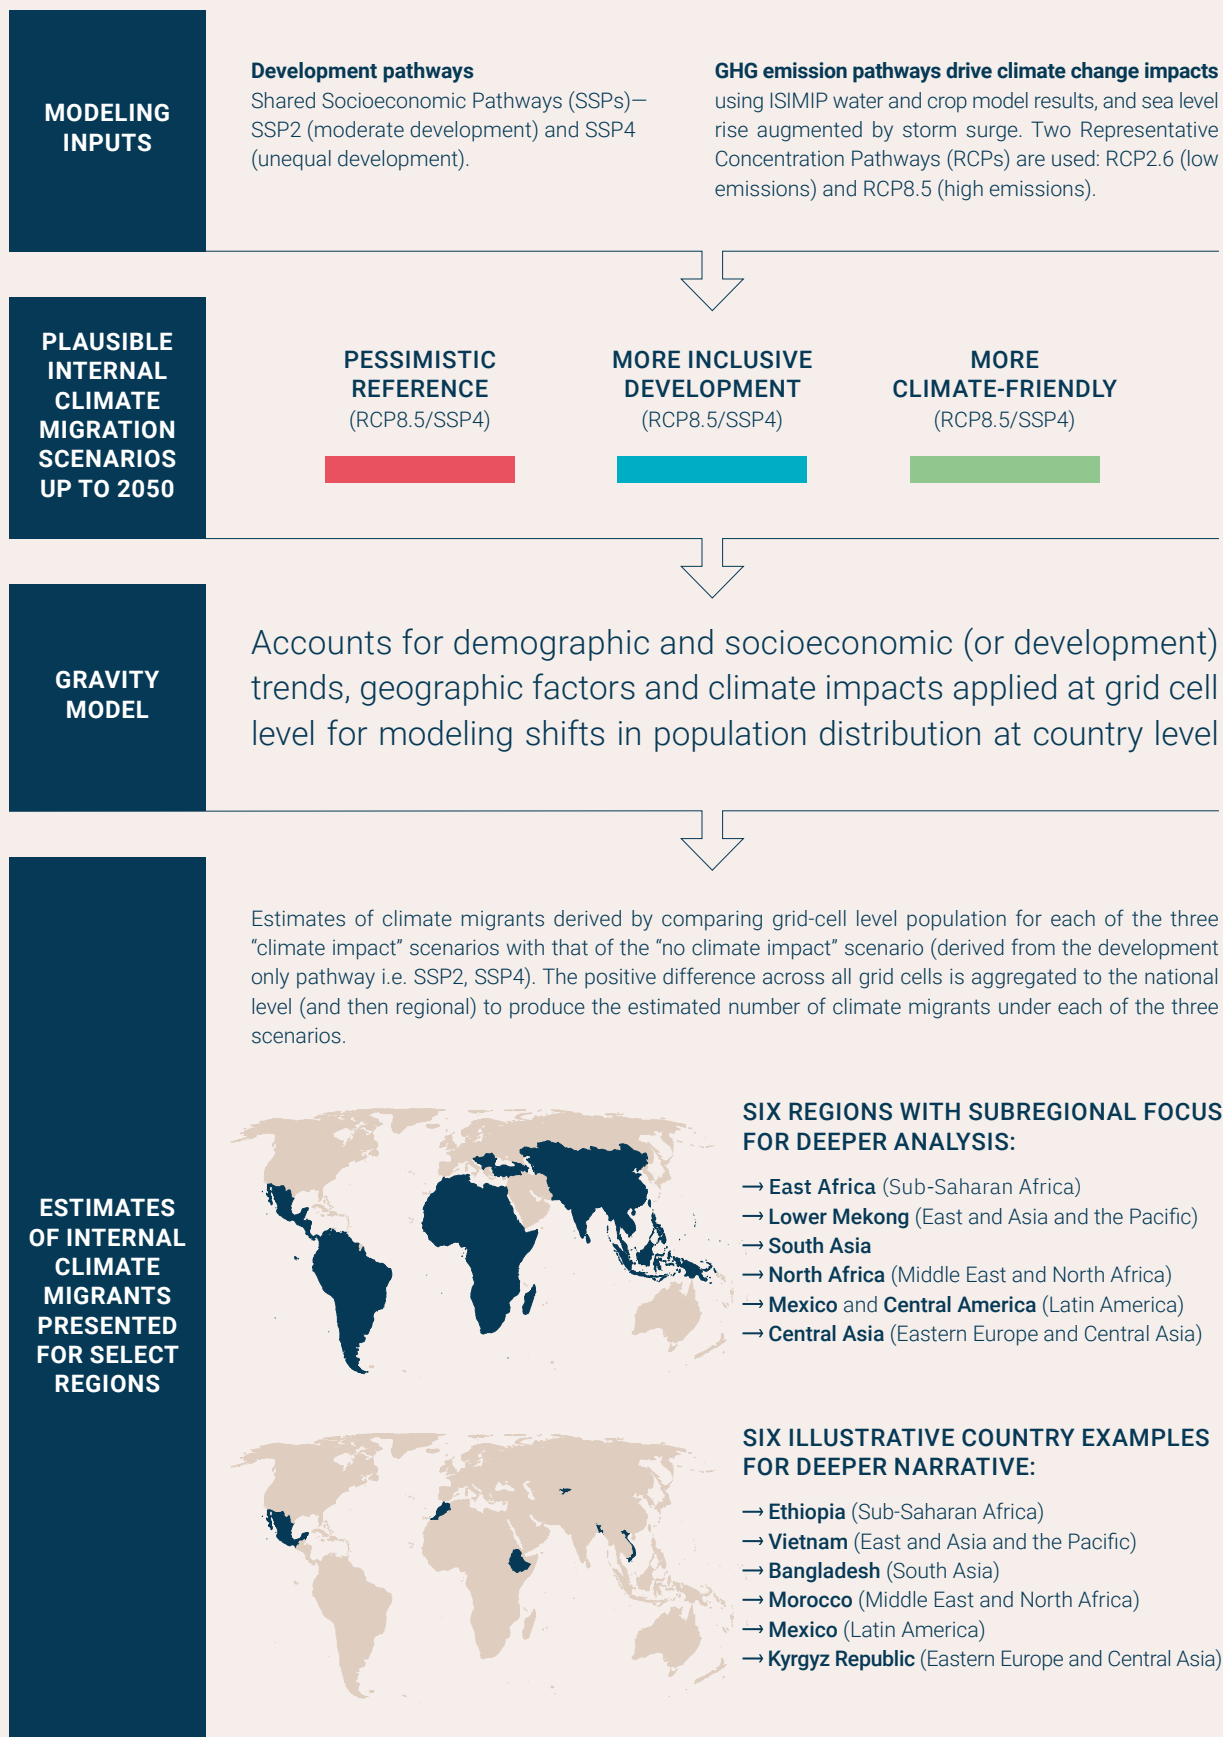 MODELING
INPUTS
Development pathways
Shared Socioeconomic Pathways (SSPs)—
SSP2 (moderate development) and SSP4
(unequal development).
GHG emission pathways drive climate change impacts
using ISIMIP water and crop model results, and sea level
rise augmented by storm surge. Two Representative
Concentration Pathways (RCPs) are used: RCP2.6 (low
emissions) and RCP8.5 (high emissions).
PLAUSIBLE
INTERNAL
CLIMATE
MIGRATION
SCENARIOS
UP TO 2050
PESSIMISTIC
REFERENCE
(RCP8.5/SSP4)
MORE INCLUSIVE
DEVELOPMENT
(RCP8.5/SSP4)
MORE
CLIMATE-FRIENDLY
(RCP8.5/SSP4)
GRAVITY
MODEL
Accounts for demographic and socioeconomic (or development)
trends, geographic factors and climate impacts applied at grid cell
level for modeling shifts in population distribution at country level
ESTIMATES
OF INTERNAL
CLIMATE
MIGRANTS
PRESENTED
FOR SELECT
REGIONS
Estimates of climate migrants derived by comparing grid-cell level population for each of the three
“climate impact” scenarios with that of the “no climate impact” scenario (derived from the development
only pathway i.e. SSP2, SSP4). The positive difference across all grid cells is aggregated to the national
level (and then regional) to produce the estimated number of climate migrants under each of the three
scenarios.
SIX REGIONS WITH SUBREGIONAL FOCUS
FOR DEEPER ANALYSIS:
→ East Africa (Sub-Saharan Africa)
→ Lower Mekong (East and Asia and the Pacific)
→ South Asia
→ North Africa (Middle East and North Africa)
→ Mexico and Central America (Latin America)
→ Central Asia (Eastern Europe and Central Asia)
SIX ILLUSTRATIVE COUNTRY EXAMPLES
FOR DEEPER NARRATIVE:
→ Ethiopia (Sub-Saharan Africa)
→ Vietnam (East and Asia and the Pacific)
→ Bangladesh (South Asia)
→ Morocco (Middle East and North Africa)
→ Mexico (Latin America)
→ Kyrgyz Republic (Eastern Europe and Central Asia)